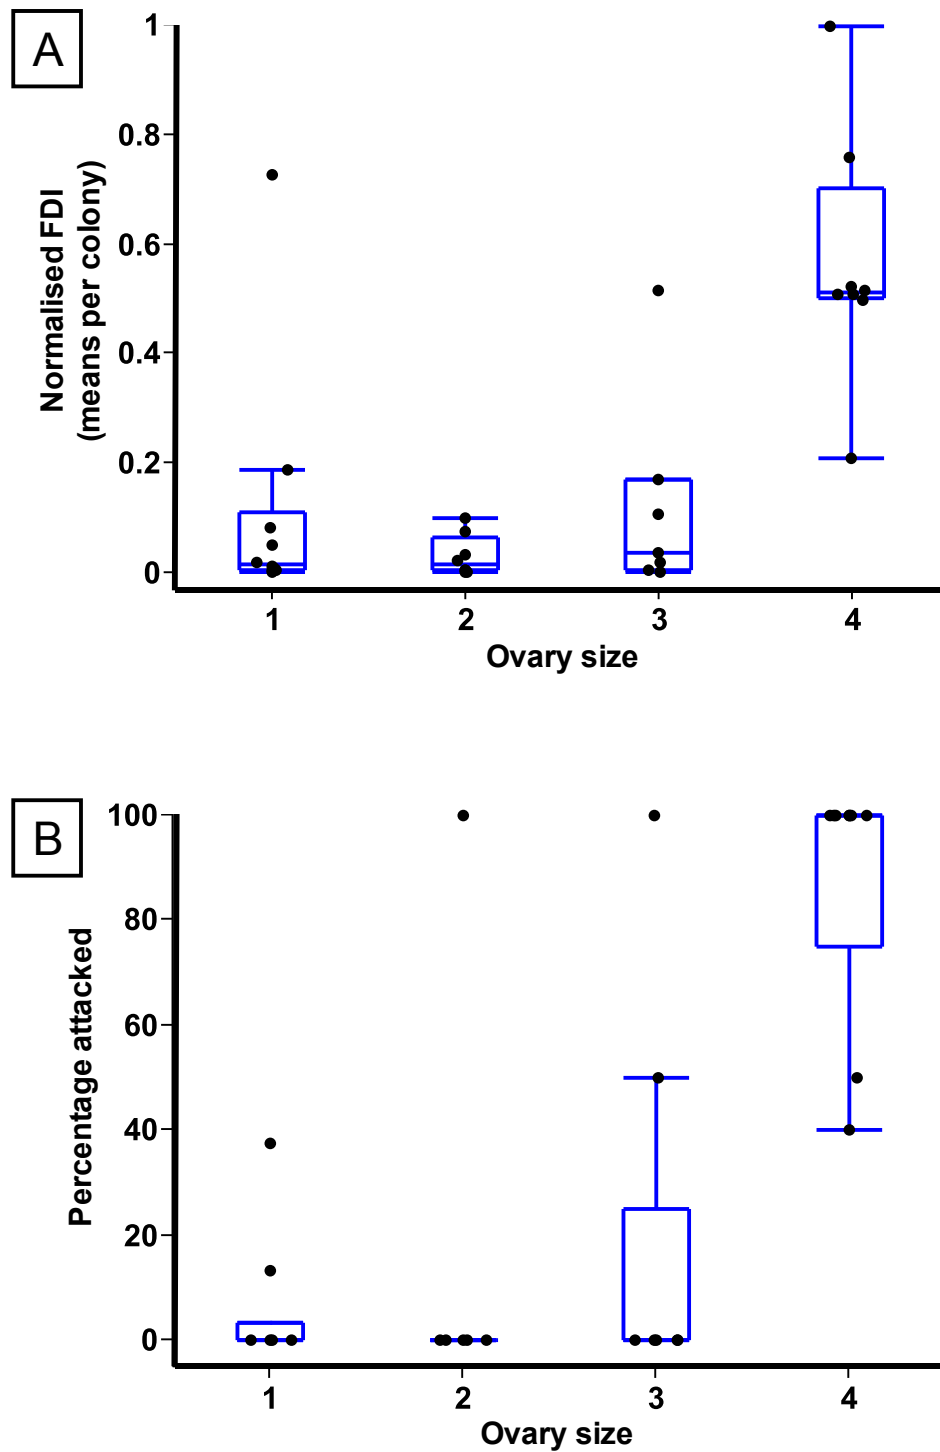 A
1
0.8
0.6
0.4
0.2
0
Normalised FDI
(means per colony)
1 2 3 4
Ovary size
B
100
80
60
40
20
0
Percentage attacked
1 2 3 4
Ovary size